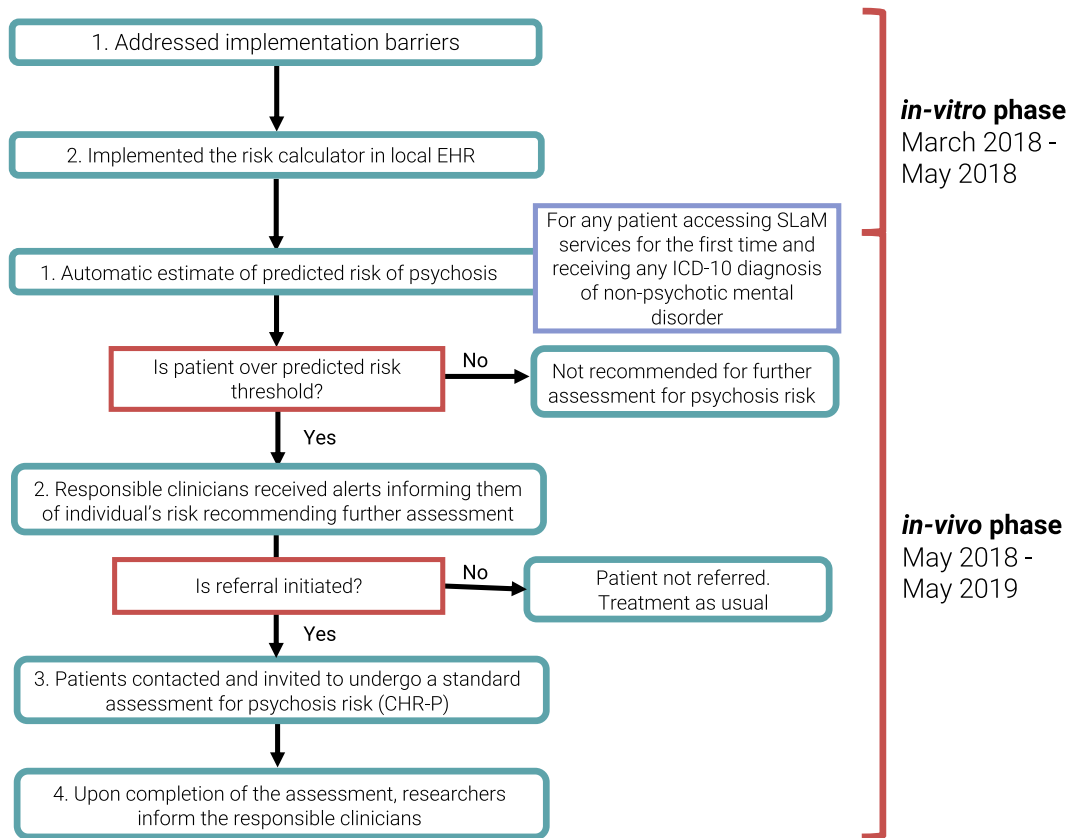 1. Addressed implementation barriers
in-vitro phase
March 2018 -
May 2018
2. Implemented the risk calculator in local EHR
For any patient accessing SLaM
services for the first time and
receiving any ICD-10 diagnosis
of non-psychotic mental
disorder
1. Automatic estimate of predicted risk of psychosis
Is patient over predicted risk
threshold?
No
Not recommended for further
assessment for psychosis risk
Yes
2. Responsible clinicians received alerts informing them
of individual’s risk recommending further assessment
in-vivo phase
May 2018 -
May 2019
Is referral initiated?
No
Patient not referred.
Treatment as usual
Yes
3. Patients contacted and invited to undergo a standard
assessment for psychosis risk (CHR-P)
4. Upon completion of the assessment, researchers
inform the responsible clinicians